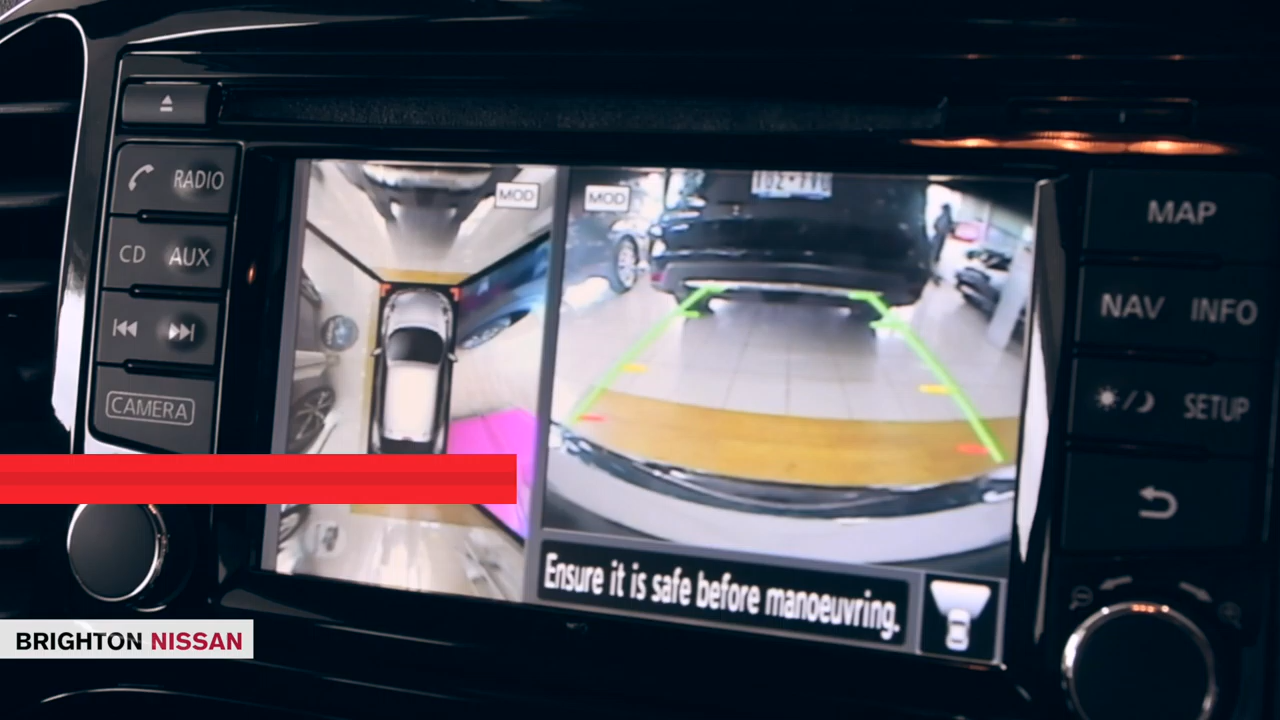 RADIO
CD AUX
CAMERA
MOD
MOD
MAP
NAV INFO
SETUP
Ensure it is safe before manoeuvring.
BRIGHTON NISSAN